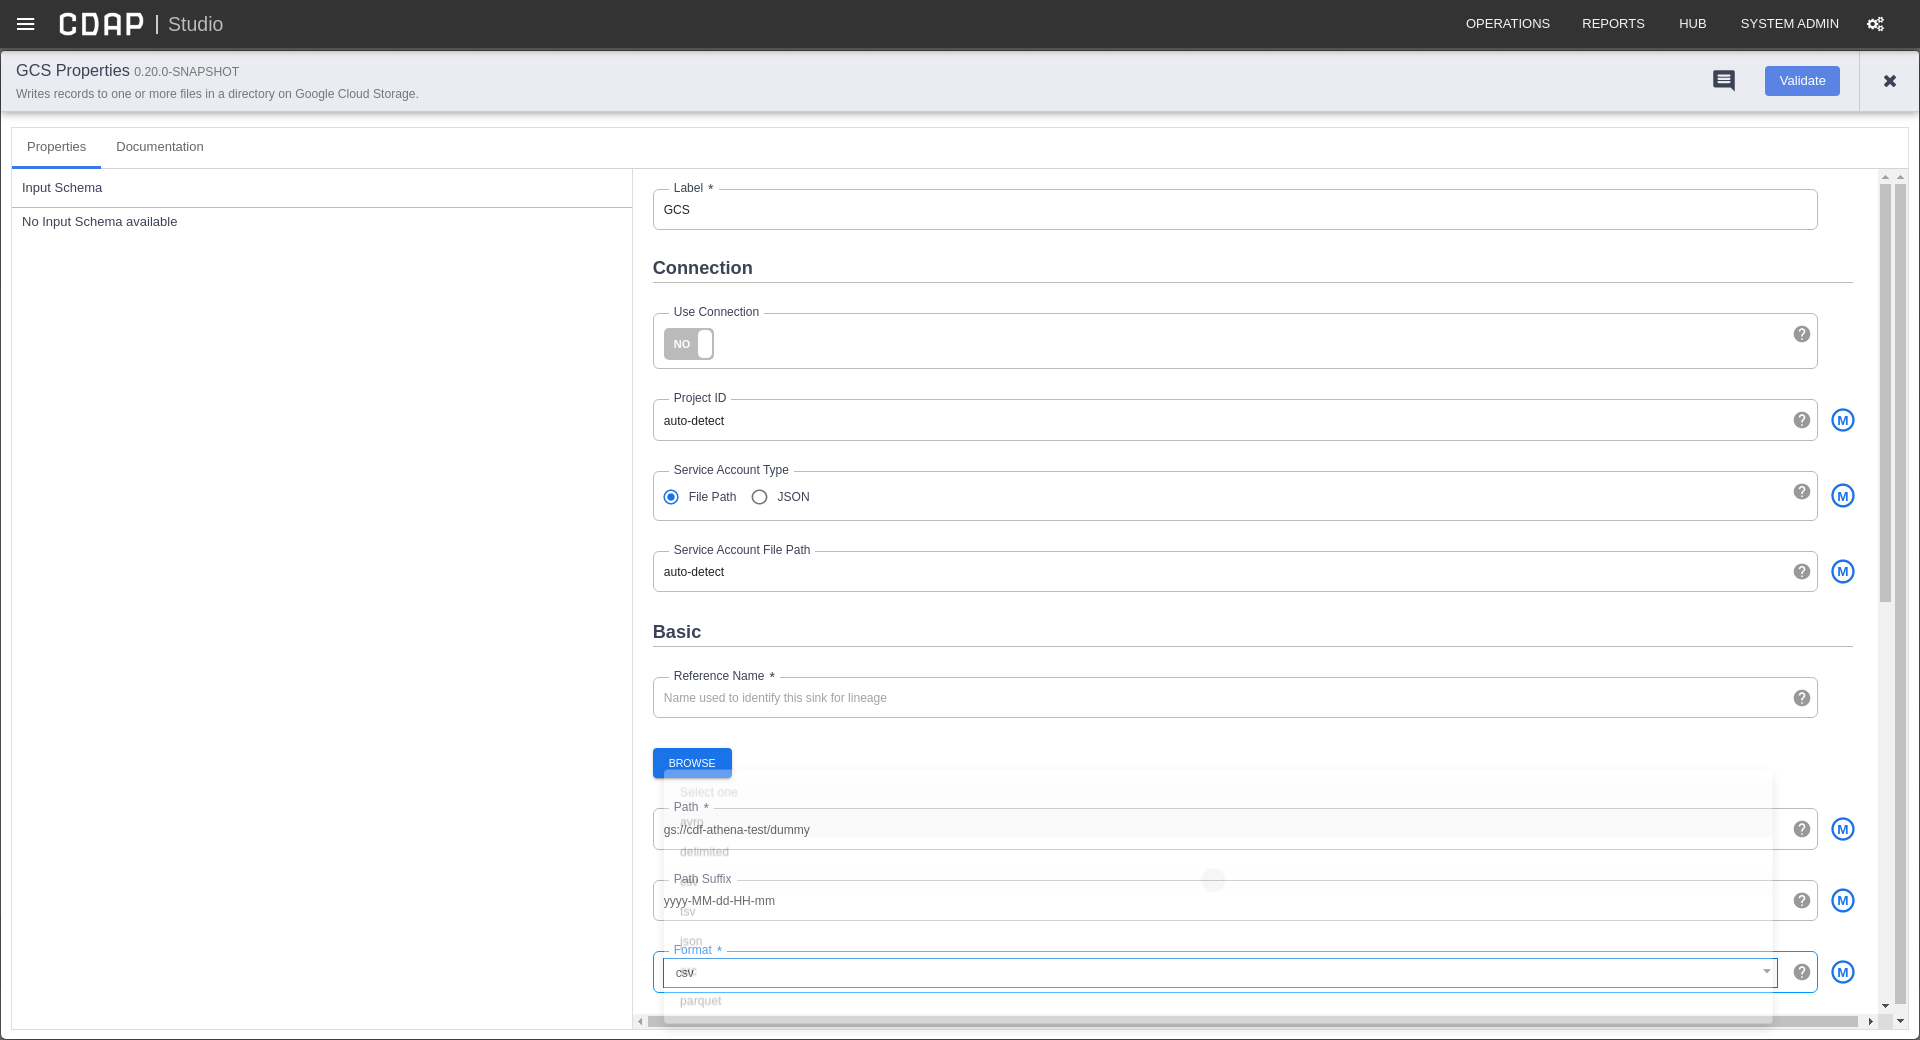 CDAP | Studio
OPERATIONS REPORTS HUB SYSTEM ADMIN
GCS Properties 0.20.0-SNAPSHOT
Writes records to one or more files in a directory on Google Cloud Storage.
Validate
Properties Documentation
Input Schema
No Input Schema available
Label *
GCS
Connection
Use Connection
NO
Project ID
auto-detect
M
Service Account Type
File Path JSON
M
Service Account File Path
auto-detect
M
Basic
Reference Name *
Name used to identify this sink for lineage
BROWSE
Select one
Path *
avro
gs://cdf-athena-test/dummy
M
delimited
Path Suffix
csv
yyyy-MM-dd-HH-mm
M
tsv
json
Format *
csv
M
parquet